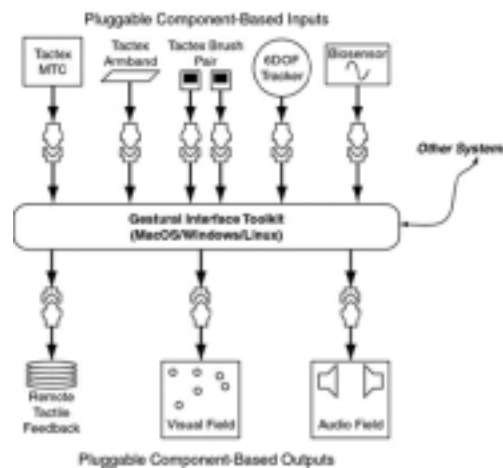 Pluggable Component-Based Inputs
Tactex
MTC
Tactex
Armband
Tactex Brush
Pair
6DOF
Tracker
Biosensor
Other System
Gestural Interface Toolkit
(MacOS/Windows/Linux)
Remote
Tactile
Feedback
Visual Field
Audio Field
Pluggable Component-Based Outputs